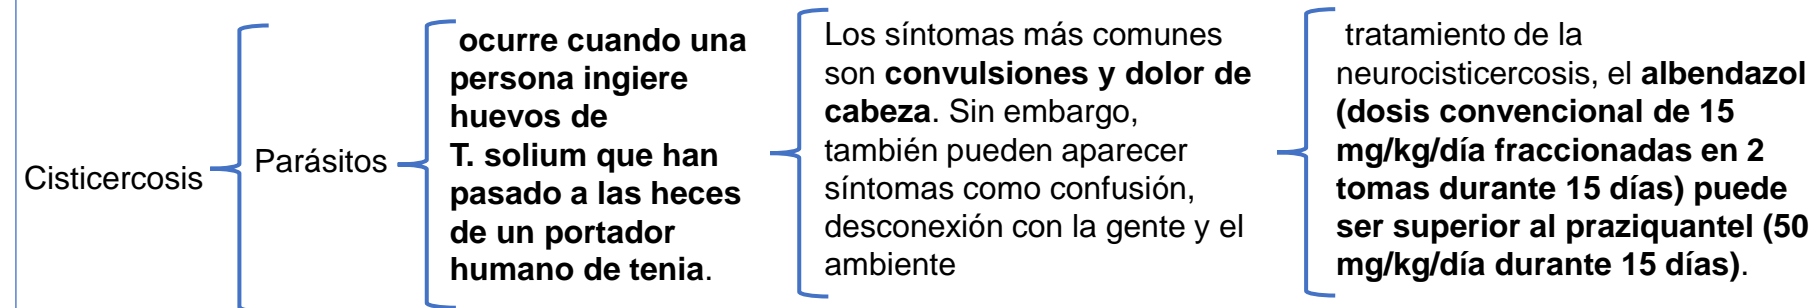 Cisticercosis
Parásitos
ocurre cuando una
persona ingiere
huevos de
T. solium que han
pasado a las heces
de un portador
humano de tenia.
Los síntomas más comunes
son convulsiones y dolor de
cabeza. Sin embargo,
también pueden aparecer
síntomas como confusión,
desconexión con la gente y el
ambiente
tratamiento de la
neurocisticercosis, el albendazol
(dosis convencional de 15
mg/kg/día fraccionadas en 2
tomas durante 15 días) puede
ser superior al praziquantel (50
mg/kg/día durante 15 días).